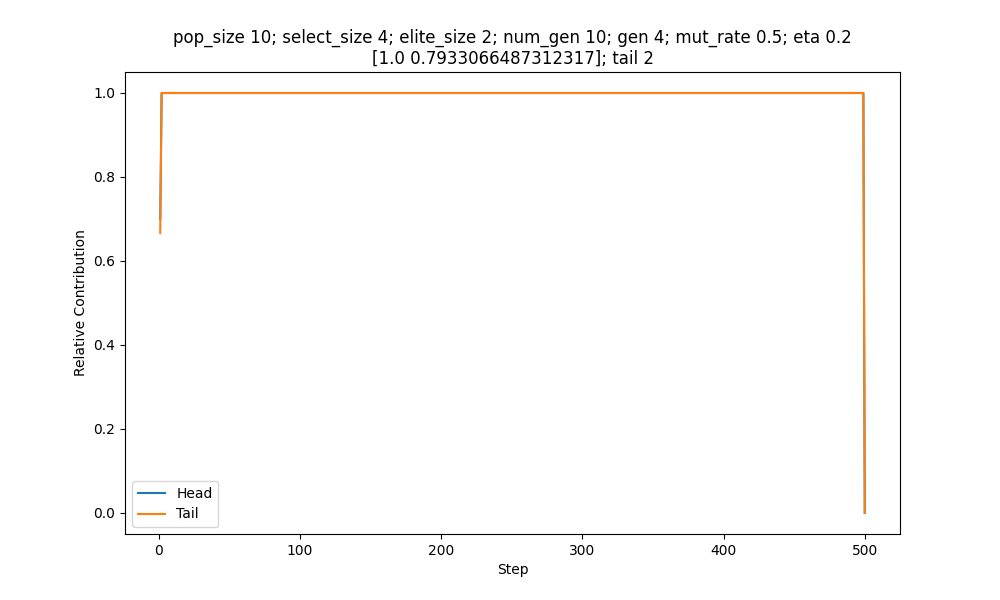 pop_size 10; select_size 4; elite_size 2; num_gen 10; gen 4; mut_rate 0.5; eta 0.2
[1.0 0.7933066487312317]; tail 2
1.0
0.8
0.6
0.4
0.2
0.0
Relative Contribution
Head
Tail
0
100
200
300
400
500
Step